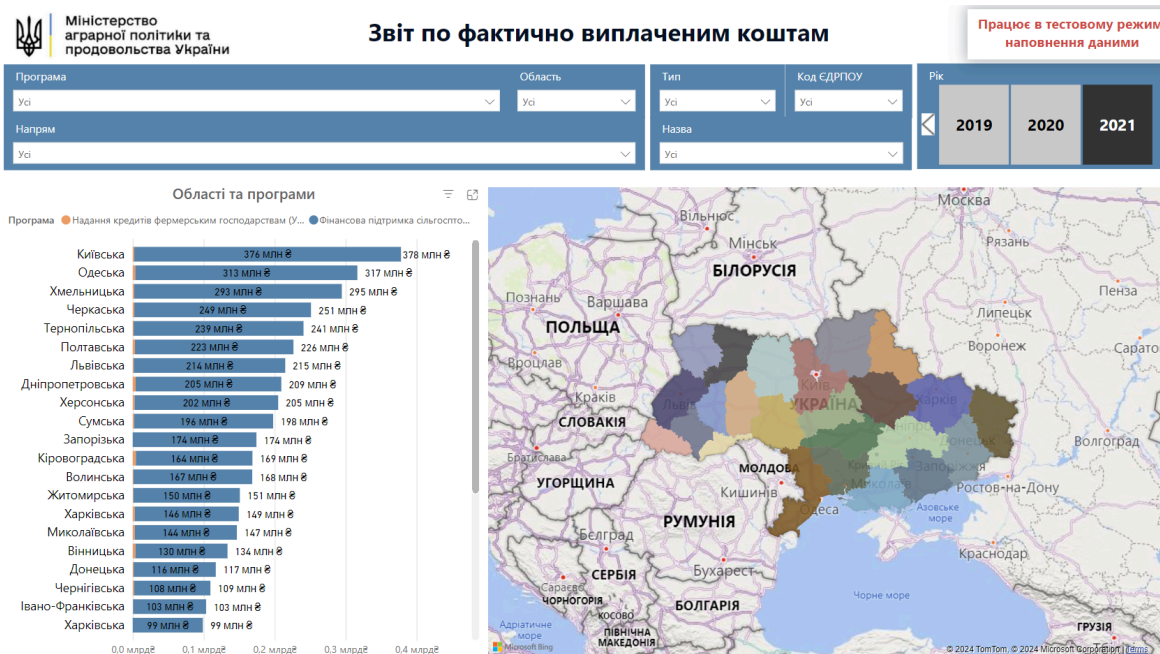 Міністерство
аграрної політики та
продовольства України
Звіт по фактично виплаченим коштам
Працює в тестовому режим
наповнення даними
Програма
Усі
Область
Усі
Тип
Усі
Код ЄДРПОУ
Усі
Рік
2019 2020 2021
Напрям
Усі
Назва
Усі
Області та програми
Програма Надання кредитів фермерським господарствам (У... Фінансова підтримка сільгоспто...
Київська 376 млн ₴ 378 млн ₴
Одеська 313 млн ₴ 317 млн ₴
Хмельницька 293 млн ₴ 295 млн ₴
Черкаська 249 млн ₴ 251 млн ₴
Тернопільська 239 млн ₴ 241 млн ₴
Полтавська 223 млн ₴ 226 млн ₴
Львівська 214 млн ₴ 215 млн ₴
Дніпропетровська 205 млн ₴ 209 млн ₴
Херсонська 202 млн ₴ 205 млн ₴
Сумська 196 млн ₴ 198 млн ₴
Запорізька 174 млн ₴ 174 млн ₴
Кіровоградська 164 млн ₴ 169 млн ₴
Волинська 167 млн ₴ 168 млн ₴
Житомирська 150 млн ₴ 151 млн ₴
Харківська 146 млн ₴ 149 млн ₴
Миколаївська 144 млн ₴ 147 млн ₴
Вінницька 130 млн ₴ 134 млн ₴
Донецька 116 млн ₴ 117 млн ₴
Чернігівська 108 млн ₴ 109 млн ₴
Івано-Франківська 103 млн ₴ 103 млн ₴
Харківська 99 млн ₴ 99 млн ₴
0.0 млрд₴ 0.1 млрд₴ 0.2 млрд₴ 0.3 млрд₴ 0.4 млрд₴
Москва
Вільнюс
Рязань
Мінськ
БІЛОРУСІЯ
Пенза
Познань
Варшава
Липецьк
ПОЛЬЩА
Воронеж
Сарато
Вроцлав
Київ
Краків
Львів
УКРАЇНА
Харків
СЛОВАКІЯ
Донецьк
Волгоград
Братислава
МОЛДОВА
Запоріжжя
УГОРЩИНА
Миколаїв
Кишинів
Ростов-на-Дону
Одеса
Азовське
море
РУМУНІЯ
Бєлград
Краснодар
Бухарест
СЕРБІЯ
Сараєво
ЧОРНОГОРІЯ
Чорне море
БОЛГАРІЯ
КОСОВО
Адріатичне
море
ПІВНІЧНА
МАКЕДОНІЯ
ГРУЗІЯ
Microsoft Bing
© 2024 TomTom, © 2024 Microsoft Corporation Terms